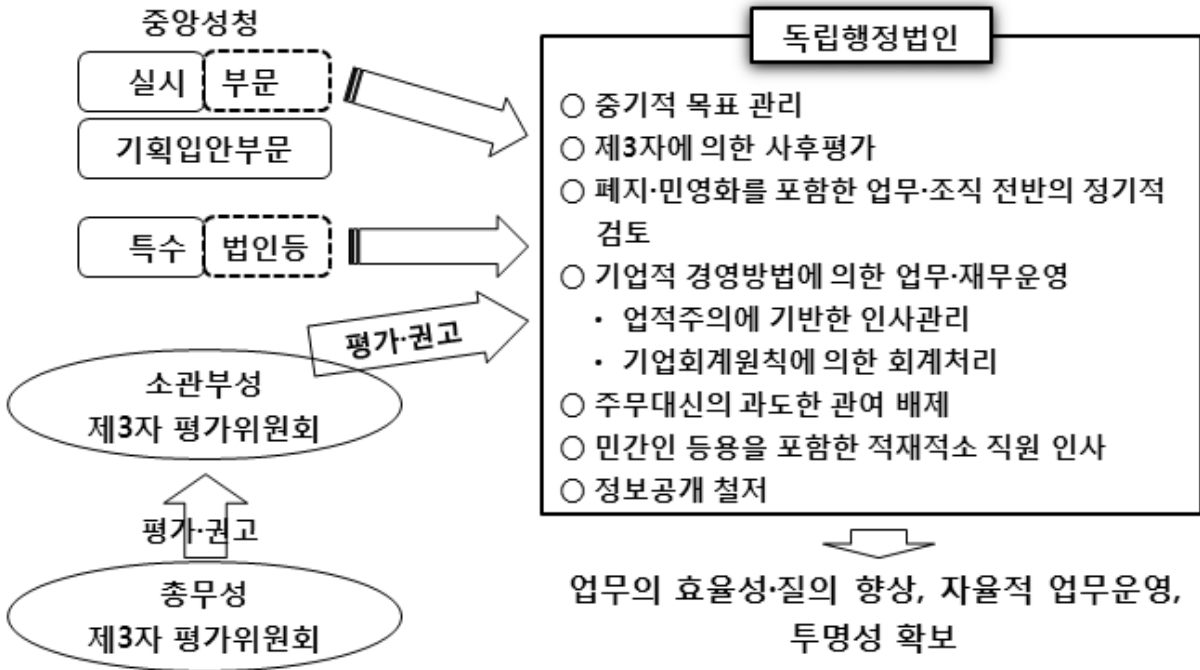 중앙성청
실시 부문
기획입안부문
특수 법인등
평가·권고
소관부성
제3자 평가위원회
평가·권고
총무성
제3자 평가위원회
독립행정법인
○ 중기적 목표 관리
○ 제3자에 의한 사후평가
○ 폐지·민영화를 포함한 업무·조직 전반의 정기적
검토
○ 기업적 경영방법에 의한 업무·재무운영
· 업적주의에 기반한 인사관리
· 기업회계원칙에 의한 회계처리
○ 주무대신의 과도한 관여 배제
○ 민간인 등용을 포함한 적재적소 직원 인사
○ 정보공개 철저
업무의 효율성·질의 향상, 자율적 업무운영,
투명성 확보